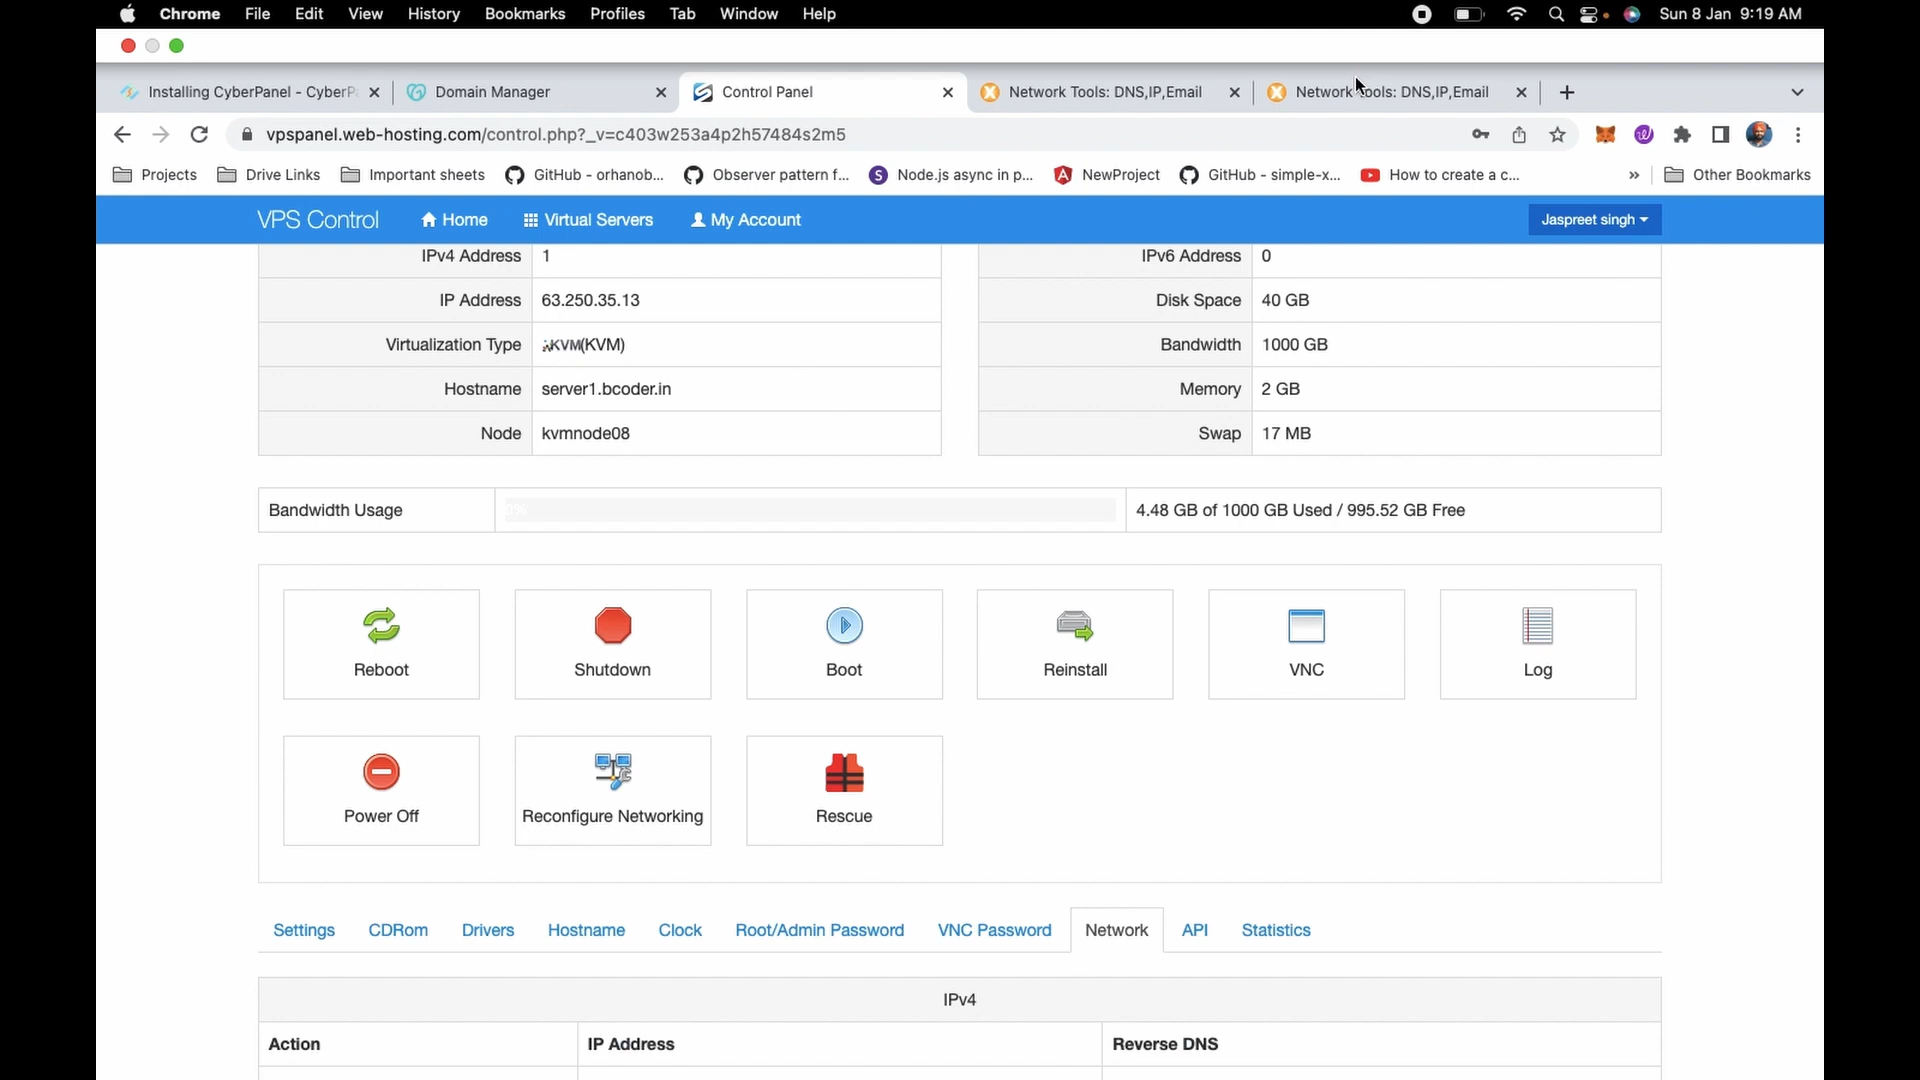 Chrome File Edit View History Bookmarks Profiles Tab Window Help Sun 8 Jan 9:19 AM
Installing CyberPanel - CyberP Domain Manager Control Panel Network Tools: DNS,IP,Email Network Tools: DNS,IP,Email
vpspanel.web-hosting.com/control.php?_v=c403w253a4p2h57484s2m5
Projects Drive Links Important sheets GitHub - orhanob... Observer pattern f... Node.js async in p... NewProject GitHub - simple-x... How to create a c... » Other Bookmarks
VPS Control Home Virtual Servers My Account Jaspreet singh
IPv4 Address 1 IPv6 Address 0
IP Address 63.250.35.13 Disk Space 40 GB
Virtualization Type KVM(KVM) Bandwidth 1000 GB
Hostname server1.bcoder.in Memory 2 GB
Node kvmnode08 Swap 17 MB
Bandwidth Usage 0% 4.48 GB of 1000 GB Used / 995.52 GB Free
Reboot Shutdown Boot Reinstall VNC Log
Power Off Reconfigure Networking Rescue
Settings CDRom Drivers Hostname Clock Root/Admin Password VNC Password Network API Statistics
IPv4
Action IP Address Reverse DNS